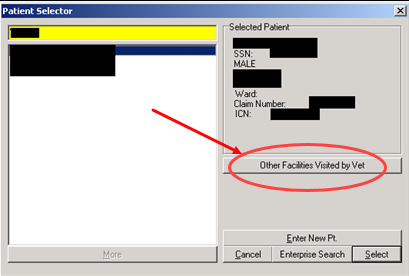 Patient Selector
Selected Patient
SSN:
MALE
Ward:
Claim Number:
ICN:
Other Facilities Visited by Vet
Enter New Pt.
More
Cancel
Enterprise Search
Select